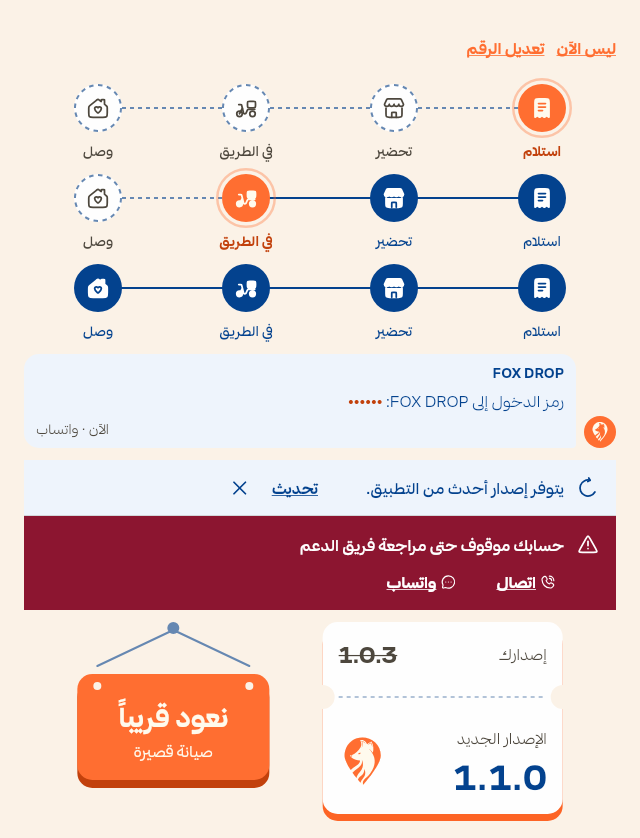 ليس الآن تعديل الرقم
استلام تحضير في الطريق وصل
استلام تحضير في الطريق وصل
استلام تحضير في الطريق وصل
FOX DROP
رمز الدخول إلى FOX DROP: ••••••
الآن · واتساب
يتوفر إصدار أحدث من التطبيق. تحديث
حسابك موقوف حتى مراجعة فريق الدعم
اتصال واتساب
إصدارك 1.0.3
الإصدار الجديد
1.1.0
نعود قريباً
صيانة قصيرة